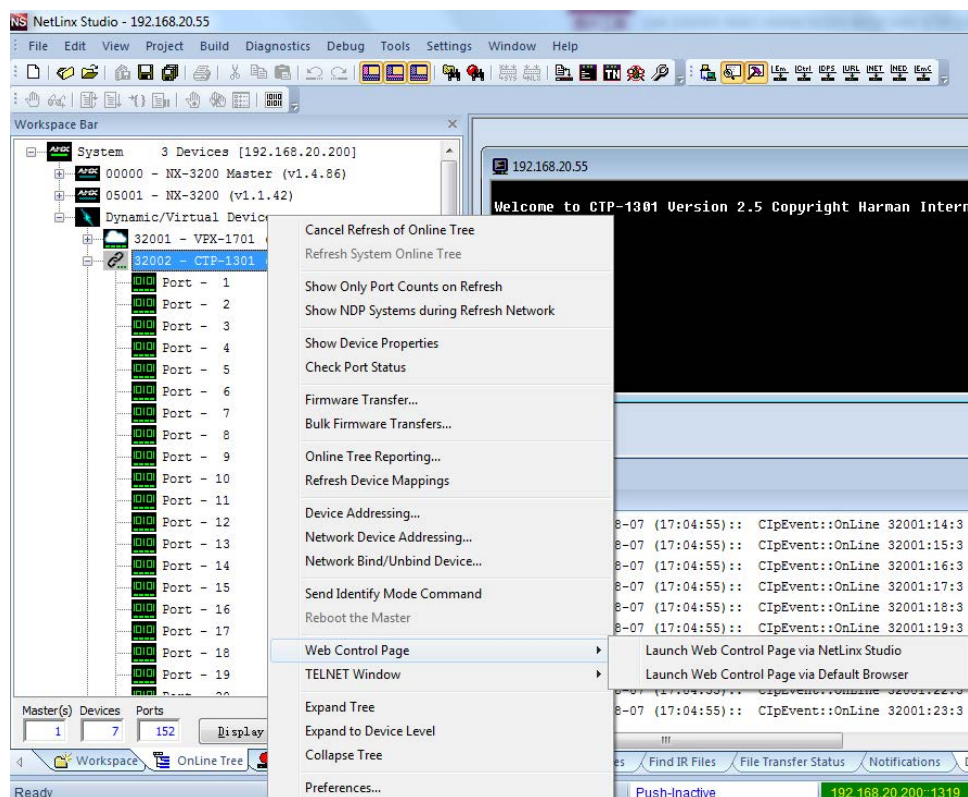 NetLinx Studio - 192.168.20.55
File Edit View Project Build Diagnostics Debug Tools Settings Window Help
Workspace Bar
System 3 Devices [192.168.20.200]
00000 - NX-3200 Master (v1.4.86)
05001 - NX-3200 (v1.1.42)
Dynamic/Virtual Device
32001 - VPX-1701
32002 - CTP-1301
Port - 1
Port - 2
Port - 3
Port - 4
Port - 5
Port - 6
Port - 7
Port - 8
Port - 9
Port - 10
Port - 11
Port - 12
Port - 13
Port - 14
Port - 15
Port - 16
Port - 17
Port - 18
Port - 19
Master(s) Devices Ports
1 7 152 Display
Workspace OnLine Tree
Ready
Cancel Refresh of Online Tree
Refresh System Online Tree
Show Only Port Counts on Refresh
Show NDP Systems during Refresh Network
Show Device Properties
Check Port Status
Firmware Transfer...
Bulk Firmware Transfers...
Online Tree Reporting...
Refresh Device Mappings
Device Addressing...
Network Device Addressing...
Network Bind/Unbind Device...
Send Identify Mode Command
Reboot the Master
Web Control Page
TELNET Window
Expand Tree
Expand to Device Level
Collapse Tree
Preferences...
Launch Web Control Page via NetLinx Studio
Launch Web Control Page via Default Browser
192.168.20.55
Welcome to CTP-1301 Version 2.5 Copyright Harman Intern
8-07 (17:04:55):: CIpEvent::OnLine 32001:14:3
8-07 (17:04:55):: CIpEvent::OnLine 32001:15:3
8-07 (17:04:55):: CIpEvent::OnLine 32001:16:3
8-07 (17:04:55):: CIpEvent::OnLine 32001:17:3
8-07 (17:04:55):: CIpEvent::OnLine 32001:18:3
8-07 (17:04:55):: CIpEvent::OnLine 32001:19:3
8-07 (17:04:55):: CIpEvent::OnLine 32001:22:3
8-07 (17:04:55):: CIpEvent::OnLine 32001:23:3
es Find IR Files File Transfer Status Notifications
Push-Inactive 192.168.20.200::1319